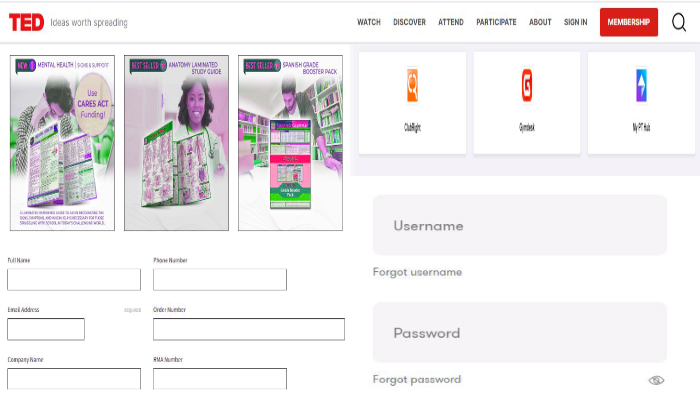 TED Ideas worth spreading
WATCH DISCOVER ATTEND PARTICIPATE ABOUT SIGN IN MEMBERSHIP
NEW MENTAL HEALTH SIGNS & SUPPORT
Use
CARES ACT
Funding!
BEST SELLER ANATOMY LAMINATED
STUDY GUIDE
BEST SELLER SPANISH GRADE
BOOSTER PACK
ClubRight
Gymdesk
My PT Hub
Full Name
Phone Number
Email Address
required
Order Number
Company Name
RMA Number
Username
Forgot username
Password
Forgot password